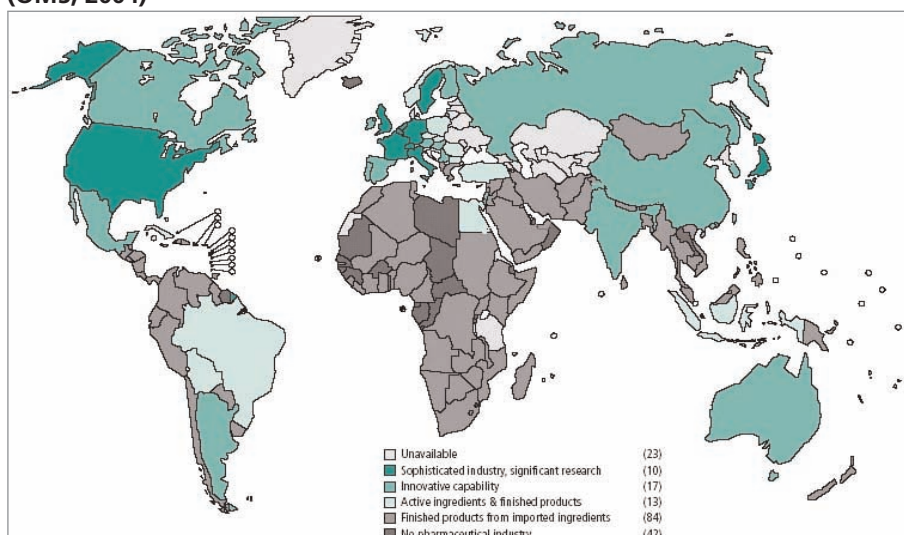 (OMS, 2004)
Unavailable (23)
Sophisticated industry, significant research (10)
Innovative capability (17)
Active ingredients & finished products (13)
Finished products from imported ingredients (84)
No pharmaceutical industry (42)